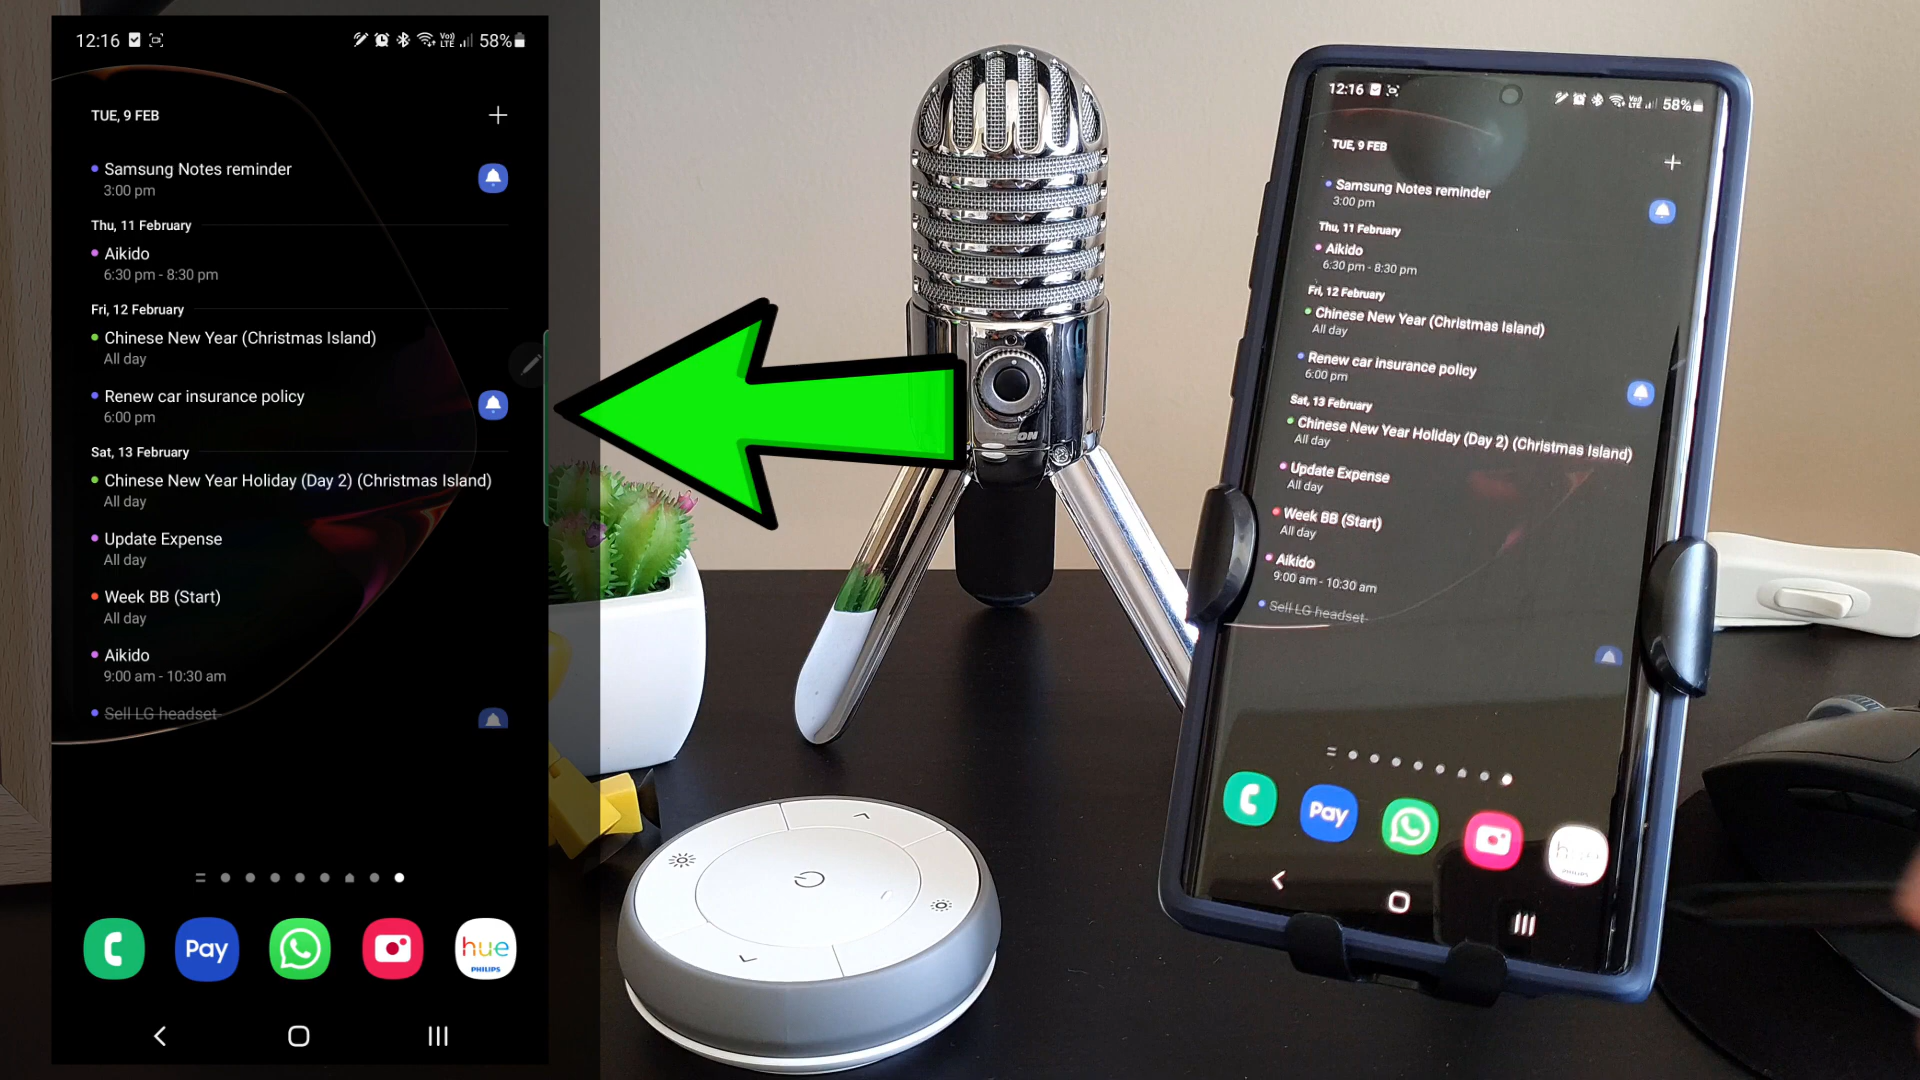 12:16
Vo)) LTE 58%
TUE, 9 FEB
Samsung Notes reminder
3:00 pm
Thu, 11 February
Aikido
6:30 pm - 8:30 pm
Fri, 12 February
Chinese New Year (Christmas Island)
All day
Renew car insurance policy
6:00 pm
Sat, 13 February
Chinese New Year Holiday (Day 2) (Christmas Island)
All day
Update Expense
All day
Week BB (Start)
All day
Aikido
9:00 am - 10:30 am
Sell LG headset
Pay
hue
PHILIPS
12:16
58%
TUE, 9 FEB
Samsung Notes reminder
3:00 pm
Thu, 11 February
Aikido
6:30 pm - 8:30 pm
Fri, 12 February
Chinese New Year (Christmas Island)
All day
Renew car insurance policy
6:00 pm
Sat, 13 February
Chinese New Year Holiday (Day 2) (Christmas Island)
All day
Update Expense
All day
Week BB (Start)
All day
Aikido
9:00 am - 10:30 am
Sell LG headset
Pay
hue
PHILIPS